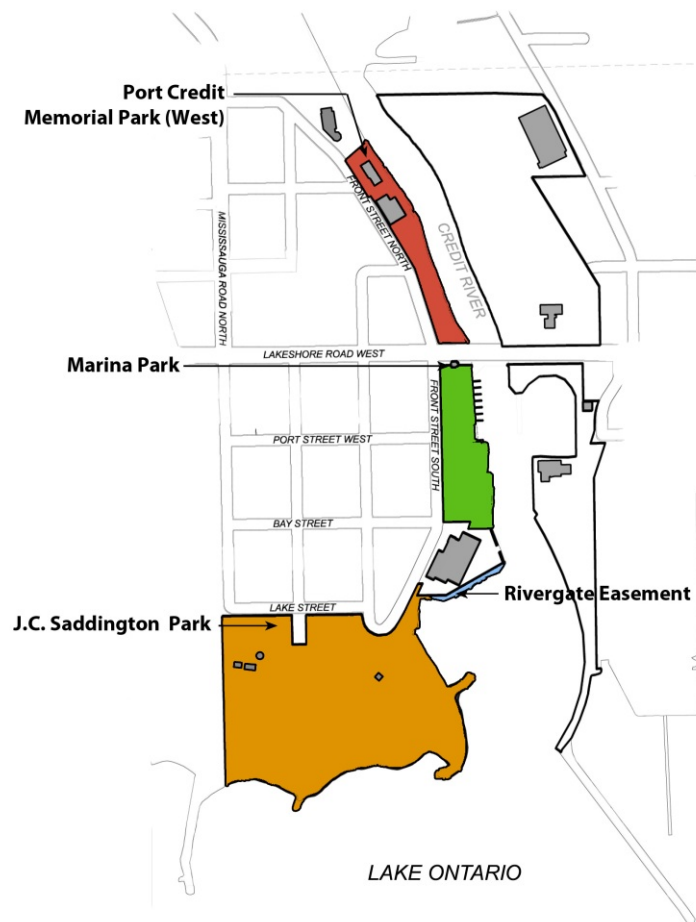 Port Credit
Memorial Park (West)
FRONT STREET NORTH
MISSISSAUGA ROAD NORTH
CREDIT RIVER
LAKESHORE ROAD WEST
Marina Park
FRONT STREET SOUTH
PORT STREET WEST
BAY STREET
Rivergate Easement
LAKE STREET
J.C. Saddington Park
LAKE ONTARIO